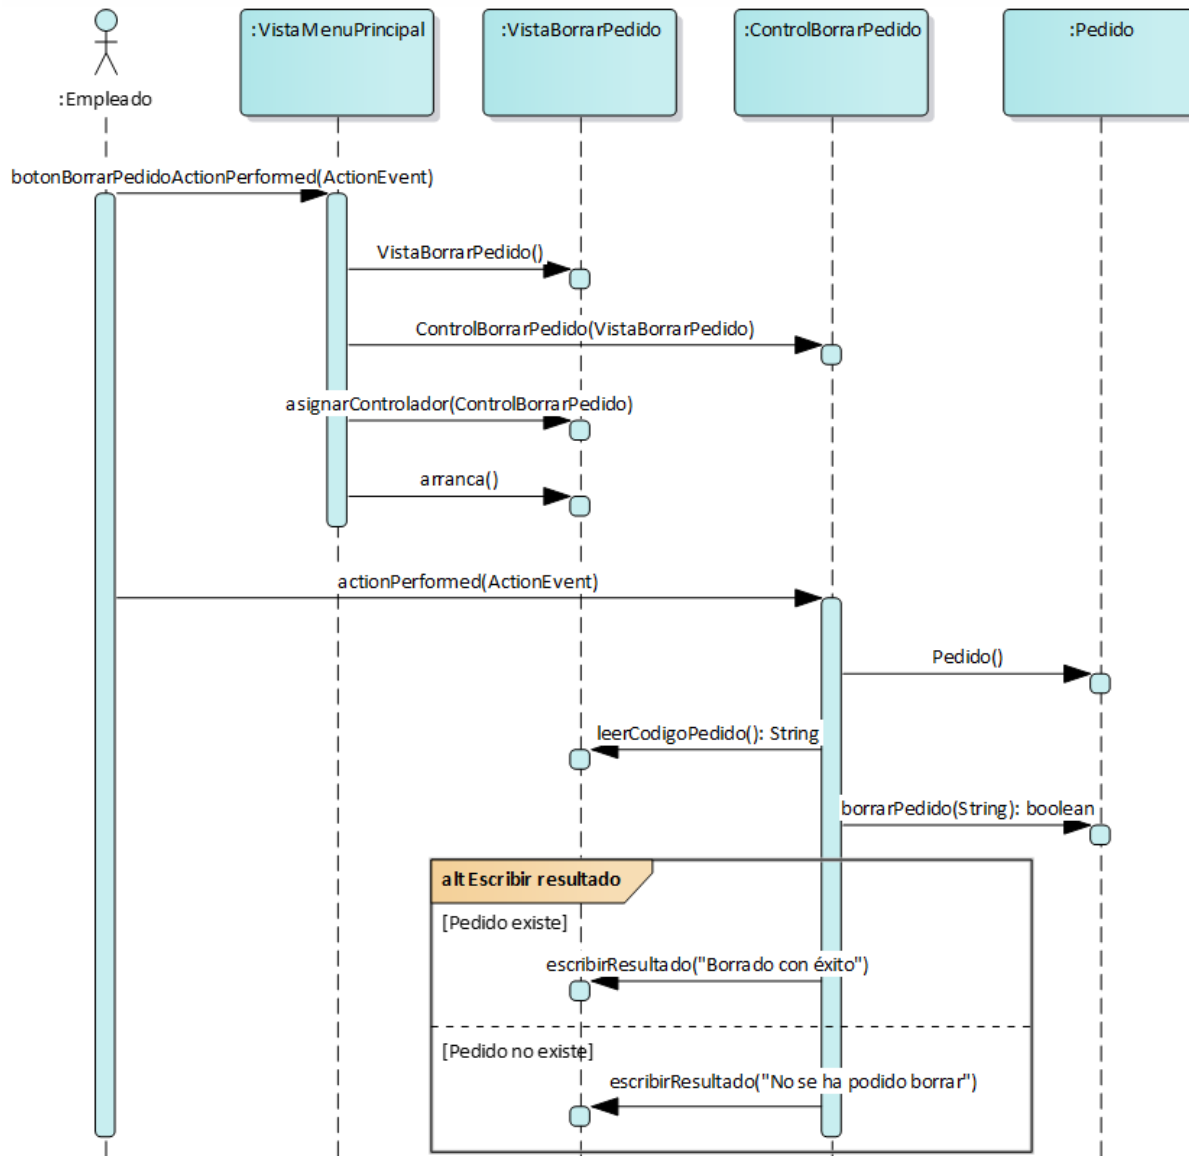 :Empleado
:VistaMenuPrincipal
:VistaBorrarPedido
:ControlBorrarPedido
:Pedido
botonBorrarPedidoActionPerformed(ActionEvent)
VistaBorrarPedido()
ControlBorrarPedido(VistaBorrarPedido)
asignarControlador(ControlBorrarPedido)
arranca()
actionPerformed(ActionEvent)
Pedido()
leerCodigoPedido(): String
borrarPedido(String): boolean
alt Escribir resultado
[Pedido existe]
escribirResultado("Borrado con éxito")
[Pedido no existe]
escribirResultado("No se ha podido borrar")